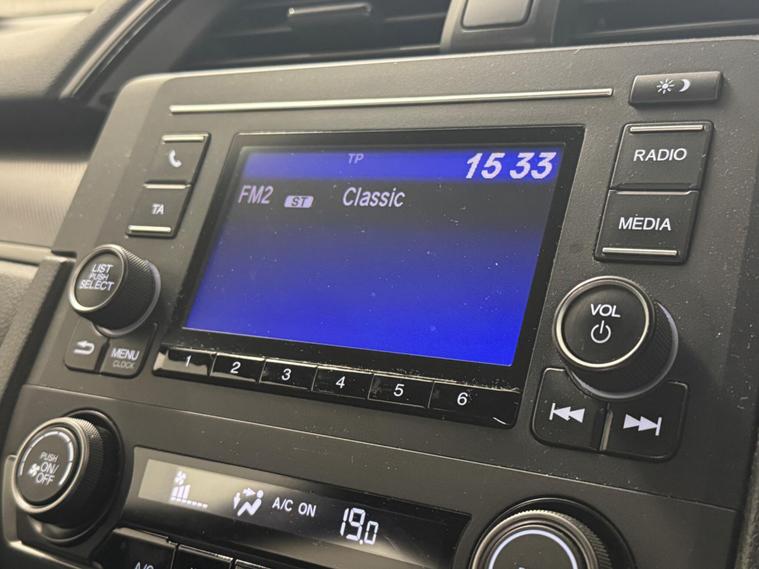 TP 15 33
FM2 ST Classic
TA
RADIO
MEDIA
LIST
PUSH
SELECT
MENU
CLOCK
VOL
1 2 3 4 5 6
PUSH
ON/
OFF
A/C ON 19.0
A/C